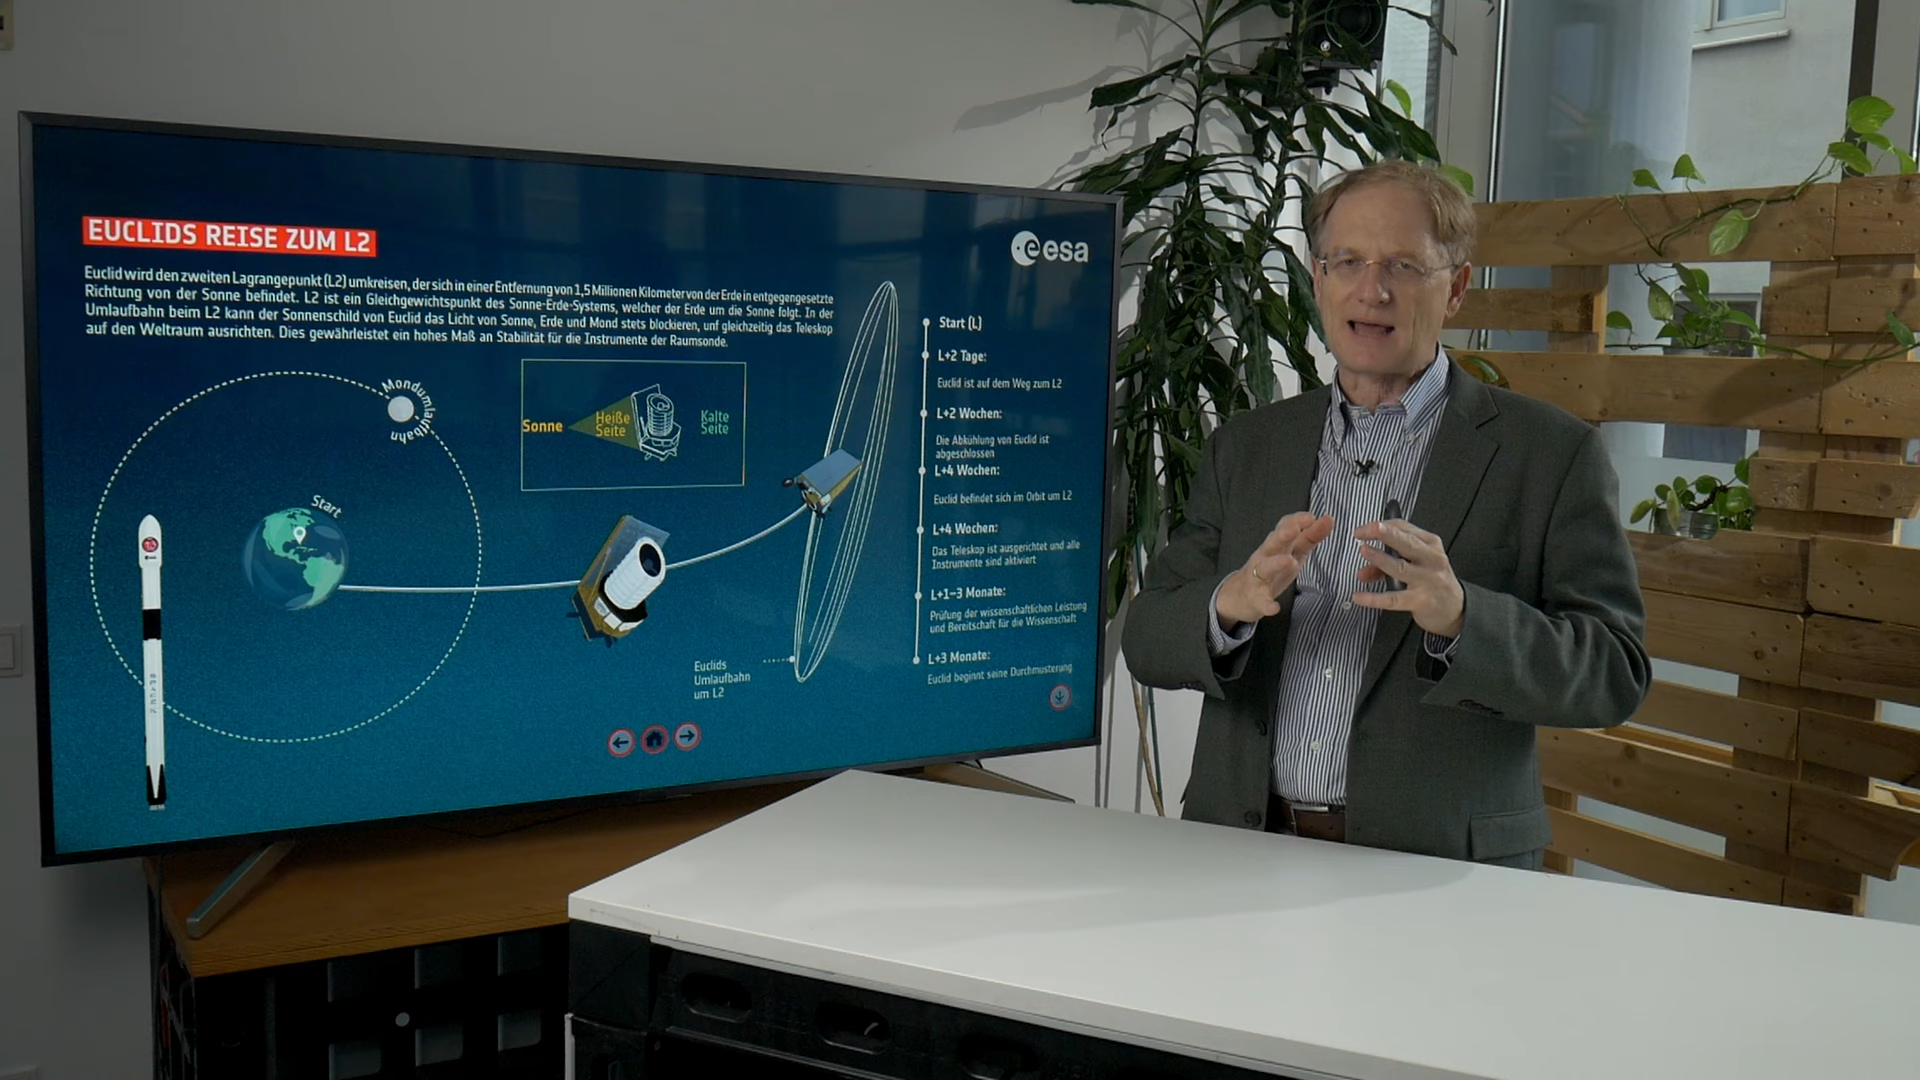 EUCLIDS REISE ZUM L2
esa
Euclid wird den zweiten Lagrangepunkt (L2) umkreisen, der sich in einer Entfernung von 1,5 Millionen Kilometer von der Erde in entgegengesetzte
Richtung von der Sonne befindet. L2 ist ein Gleichgewichtspunkt des Sonne-Erde-Systems, welcher der Erde um die Sonne folgt. In der
Umlaufbahn beim L2 kann der Sonnenschild von Euclid das Licht von Sonne, Erde und Mond stets blockieren, unf gleichzeitig das Teleskop
auf den Weltraum ausrichten. Dies gewährleistet ein hohes Maß an Stabilität für die Instrumente der Raumsonde.
Mondumlaufbahn
Start
Sonne
Heiße
Seite
Kalte
Seite
Euclids
Umlaufbahn
um L2
Start (L)
L+2 Tage:
Euclid ist auf dem Weg zum L2
L+2 Wochen:
Die Abkühlung von Euclid ist
abgeschlossen
L+4 Wochen:
Euclid befindet sich im Orbit um L2
L+4 Wochen:
Das Teleskop ist ausgerichtet und alle
Instrumente sind aktiviert
L+1–3 Monate:
Prüfung der wissenschaftlichen Leistung
und Bereitschaft für die Wissenschaft
L+3 Monate:
Euclid beginnt seine Durchmusterung